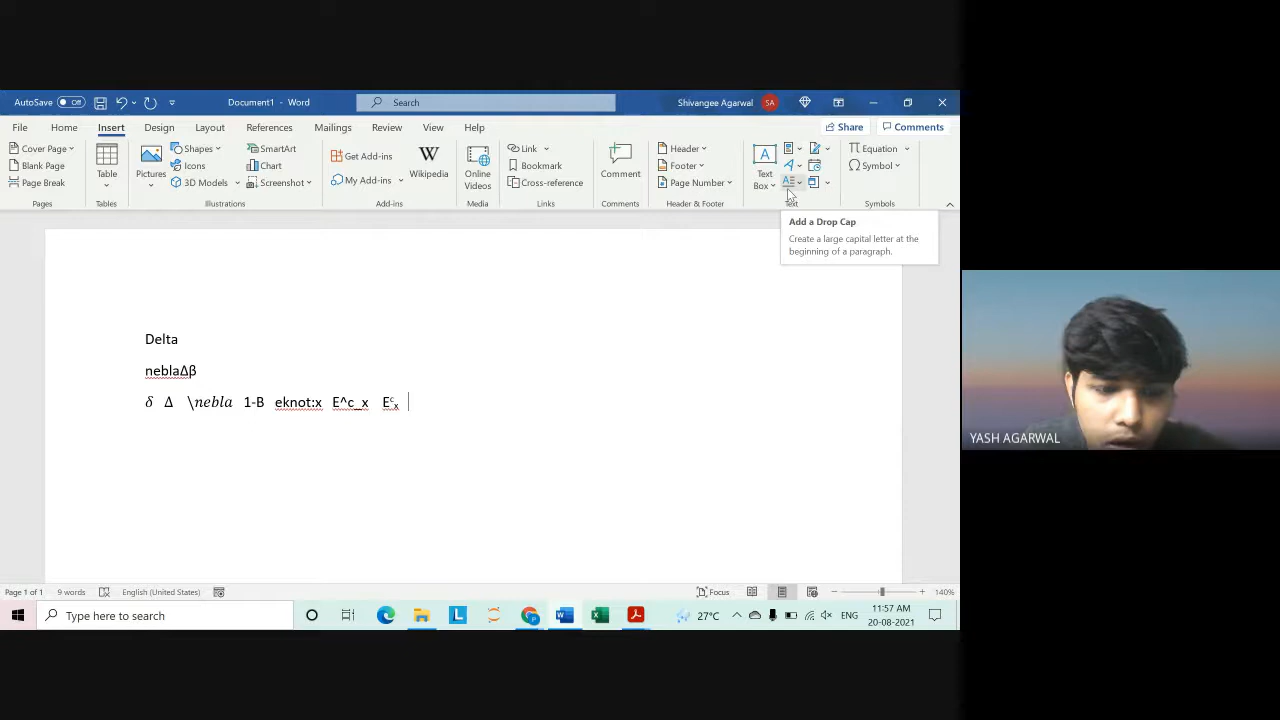 AutoSave Off Document1 - Word Search Shivangee Agarwal SA
File Home Insert Design Layout References Mailings Review View Help Share Comments
Cover Page
Blank Page
Page Break
Pages
Table
Tables
Pictures
Shapes
Icons
3D Models
SmartArt
Chart
Screenshot
Illustrations
Get Add-ins
My Add-ins
Wikipedia
Add-ins
Online
Videos
Media
Link
Bookmark
Cross-reference
Links
Comment
Comments
Header
Footer
Page Number
Header & Footer
Text
Box
Text
Equation
Symbol
Symbols
Add a Drop Cap
Create a large capital letter at the
beginning of a paragraph.
Delta
neblaΔβ
δ Δ \nebla 1-B eknot:x E^c_x Eᶜₓ
YASH AGARWAL
Page 1 of 1 9 words English (United States) Focus 140%
Type here to search 27°C ENG
11:57 AM
20-08-2021